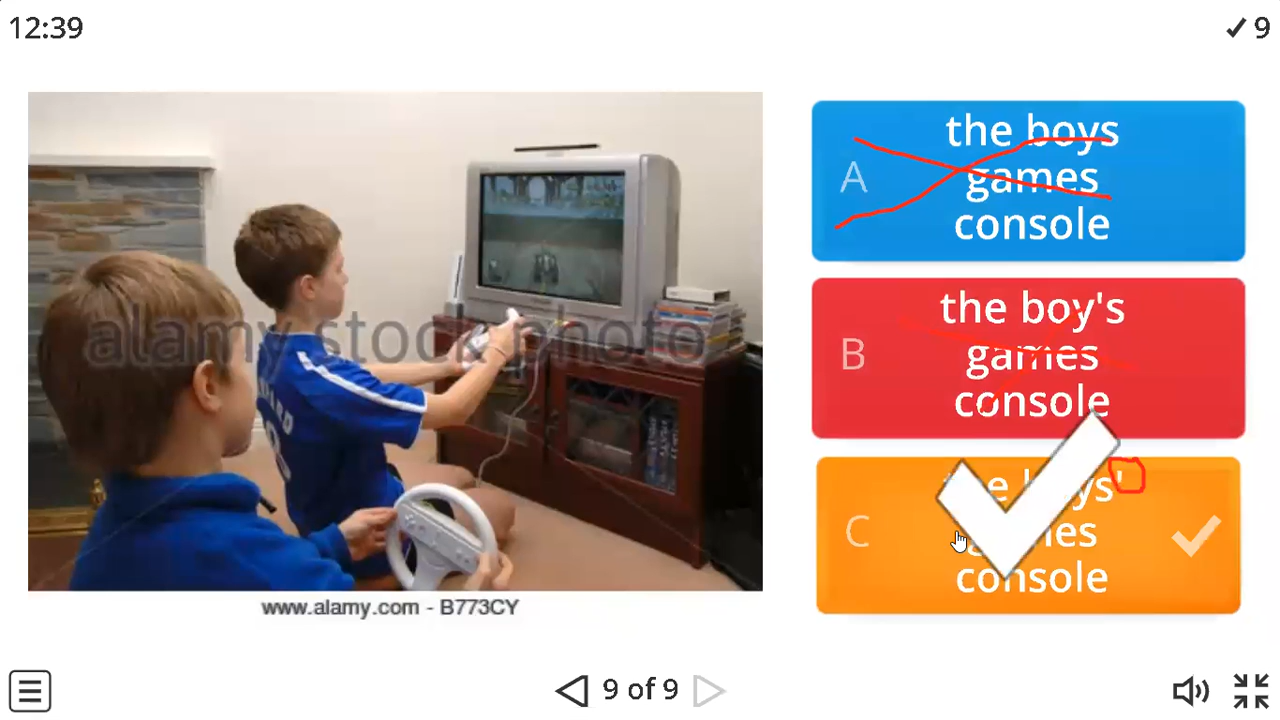 12:39
9
the boys
games
console
A
the boy's
games
console
B
boys'
console
C
alamy stock photo
www.alamy.com - B773CY
9 of 9